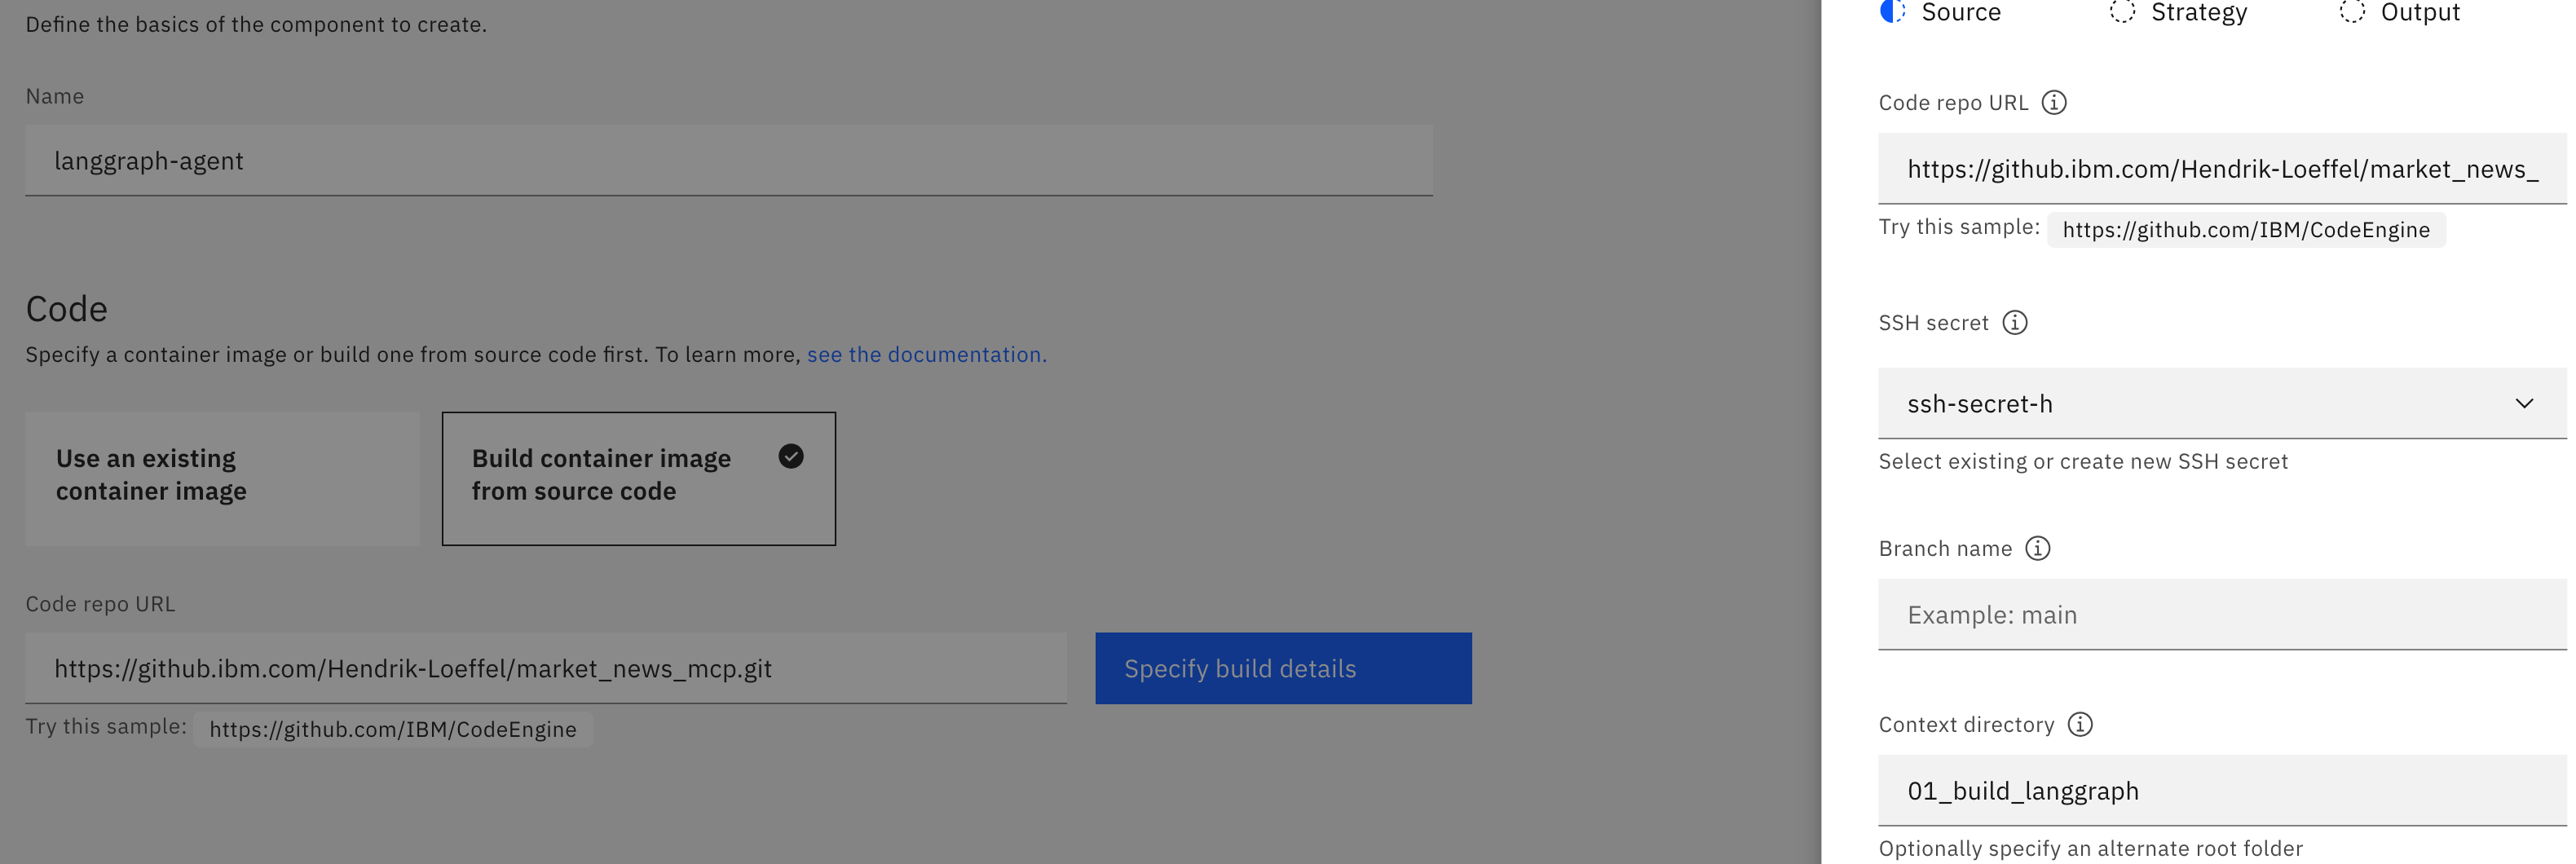 Define the basics of the component to create.
Name
langgraph-agent
Code
Specify a container image or build one from source code first. To learn more, see the documentation.
Use an existing
container image
Build container image
from source code
Code repo URL
https://github.ibm.com/Hendrik-Loeffel/market_news_mcp.git
Specify build details
Try this sample: https://github.com/IBM/CodeEngine
Source
Strategy
Output
Code repo URL
https://github.ibm.com/Hendrik-Loeffel/market_news_
Try this sample: https://github.com/IBM/CodeEngine
SSH secret
ssh-secret-h
Select existing or create new SSH secret
Branch name
Example: main
Context directory
01_build_langgraph
Optionally specify an alternate root folder